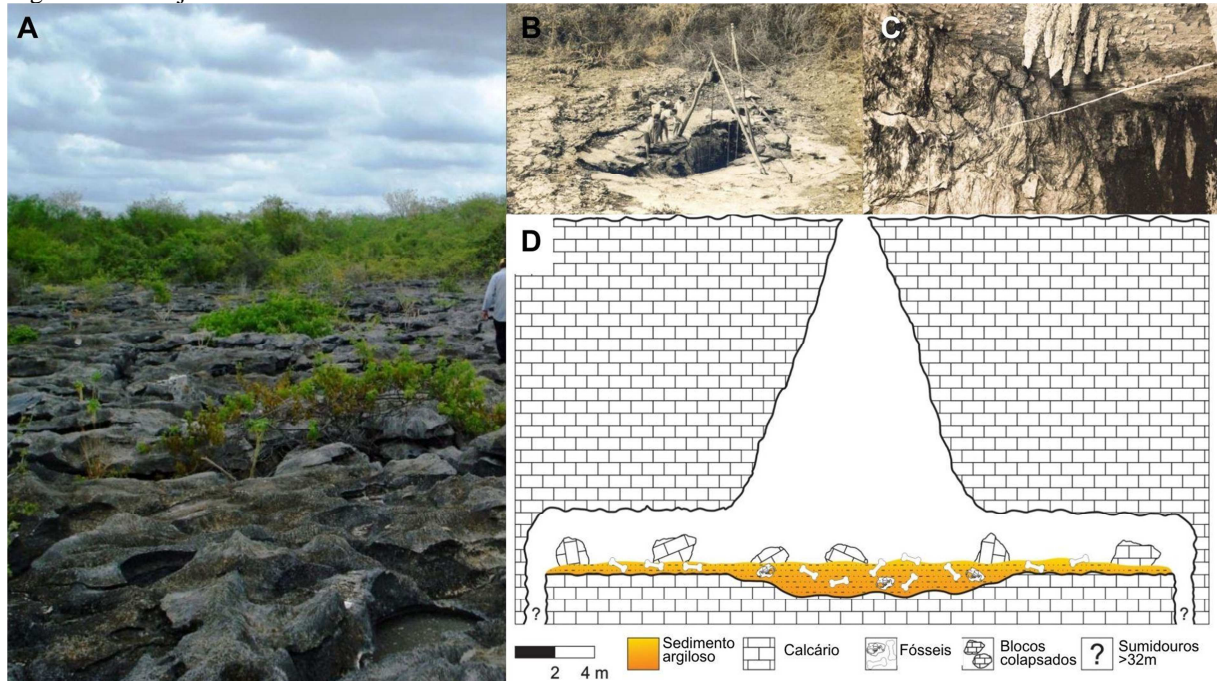 A
B
C
D
?
?
2 4 m
Sedimento
argiloso
Calcário
Fósseis
Blocos
colapsados
?
Sumidouros
>32m